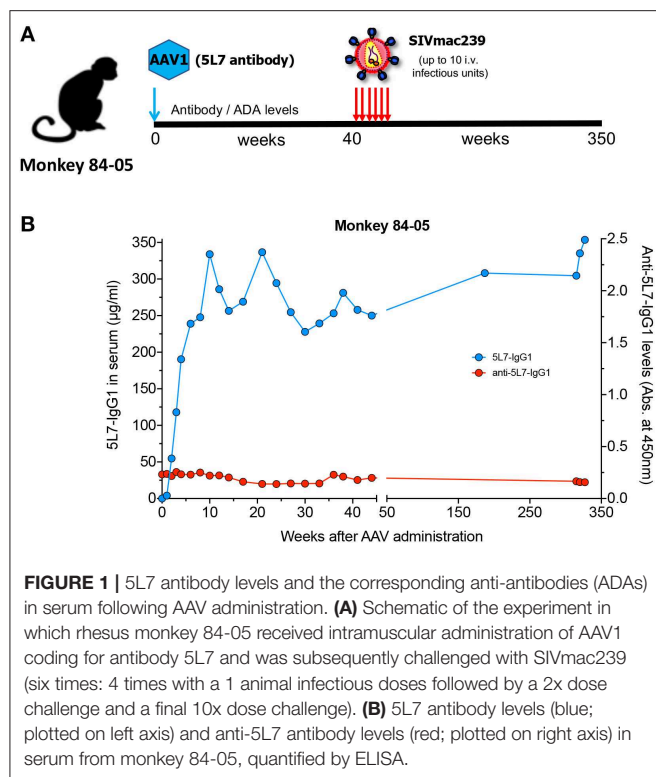 A
AAV1 (5L7 antibody)
SIVmac239
(up to 10 i.v.
infectious units)
Antibody / ADA levels
0 weeks 40 weeks 350
Monkey 84-05
B
Monkey 84-05
5L7-IgG1 in serum (µg/ml)
350
300
250
200
150
100
50
0
2.5
2.0
1.5
1.0
0.5
0.0
Anti-5L7-IgG1
levels (Abs. at 450nm)
5L7-IgG1
anti-5L7-IgG1
0 10 20 30 40 50 150 250 350
Weeks after AAV administration
FIGURE 1 | 5L7 antibody levels and the corresponding anti-antibodies (ADAs)
in serum following AAV administration. (A) Schematic of the experiment in
which rhesus monkey 84-05 received intramuscular administration of AAV1
coding for antibody 5L7 and was subsequently challenged with SIVmac239
(six times: 4 times with a 1 animal infectious doses followed by a 2x dose
challenge and a final 10x dose challenge). (B) 5L7 antibody levels (blue;
plotted on left axis) and anti-5L7 antibody levels (red; plotted on right axis) in
serum from monkey 84-05, quantified by ELISA.